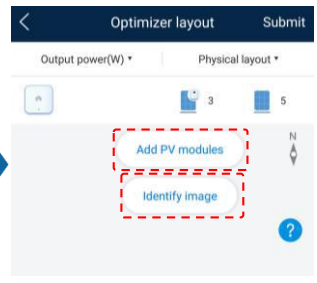 Optimizer layout Submit
Output power(W) Physical layout
3 5
Add PV modules
N
Identify image
?